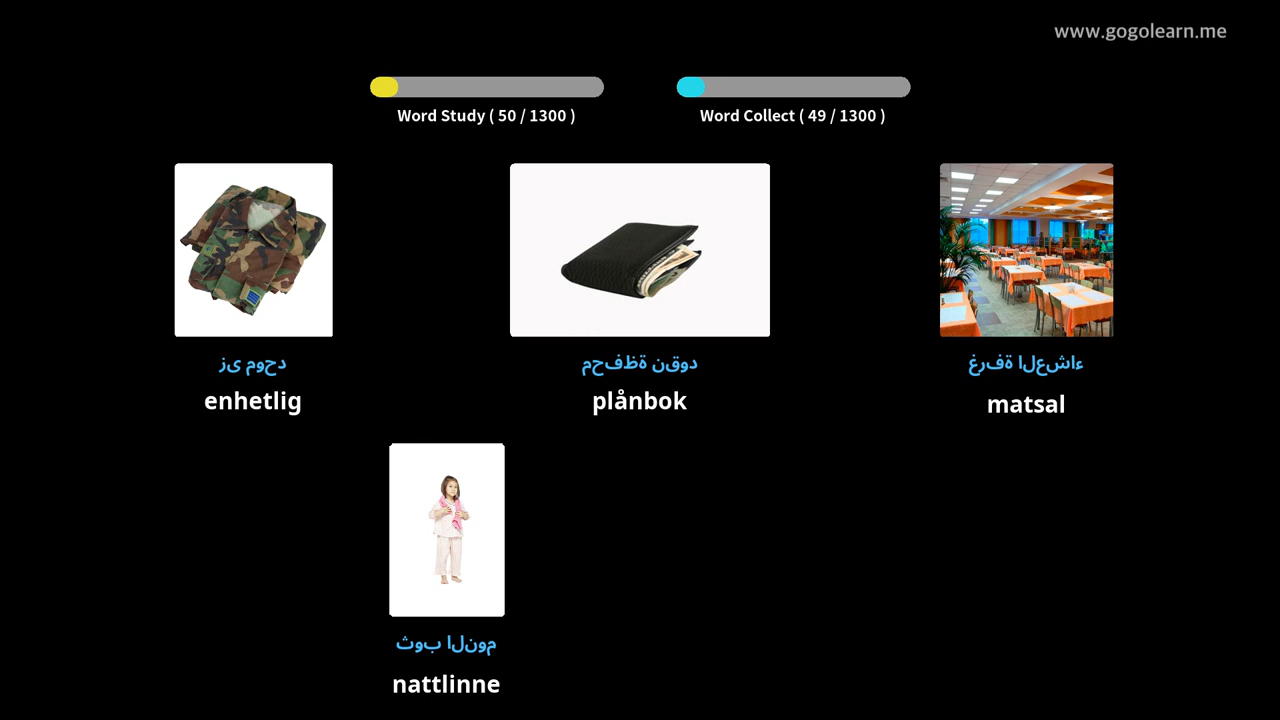 www.gogolearn.me
Word Study ( 50 / 1300 )
Word Collect ( 49 / 1300 )
زى موحد
enhetlig
محفظة نقود
plånbok
غرفة العشاء
matsal
ثوب النوم
nattlinne